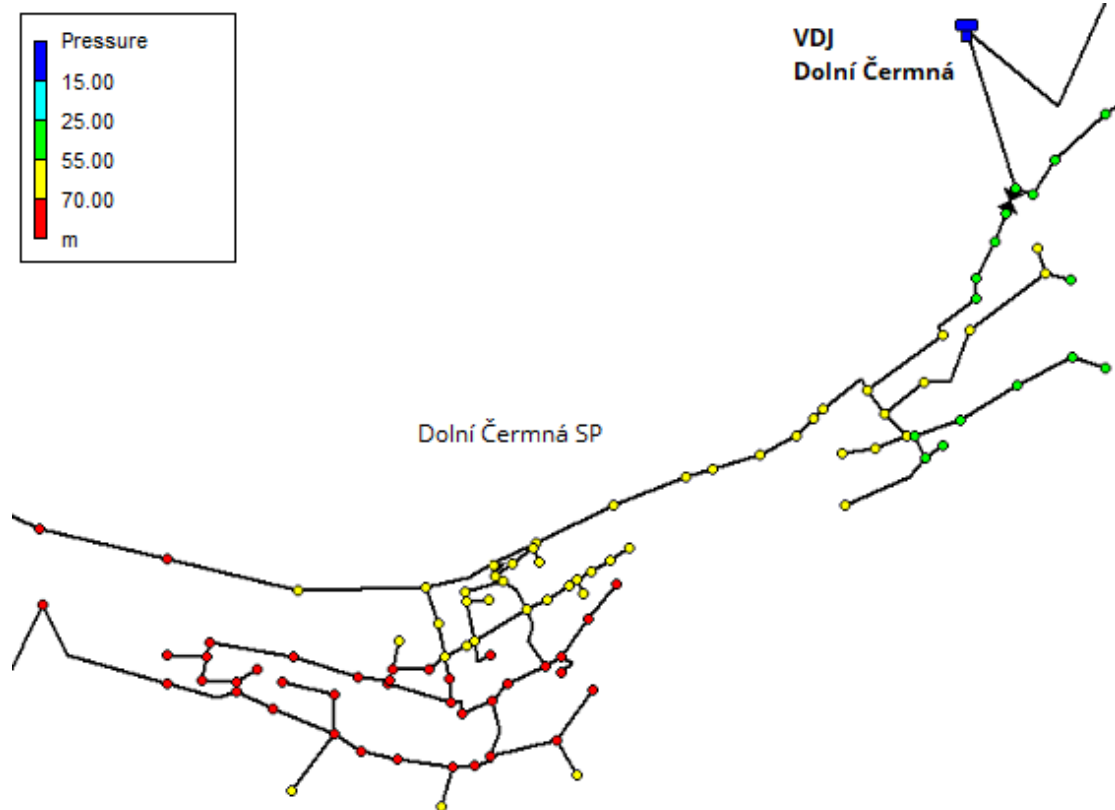 Pressure
15.00
25.00
55.00
70.00
m
VDJ
Dolní Čermná
Dolní Čermná SP